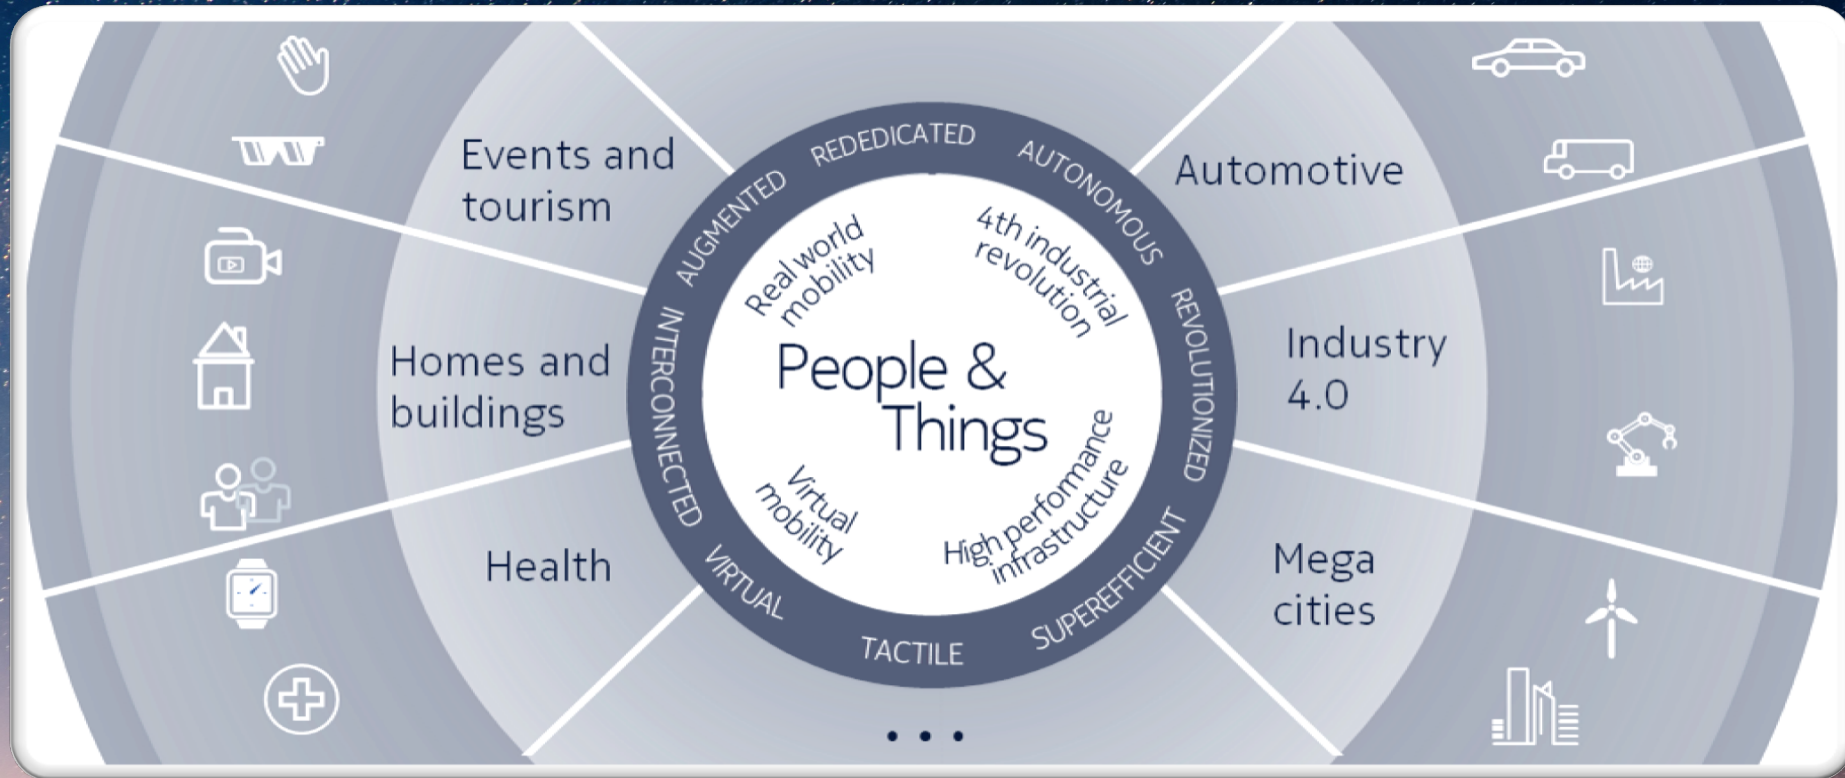 Events and
tourism
Homes and
buildings
Health
REDEDICATED
AUTONOMOUS
REVOLUTIONIZED
SUPEREFFICIENT
TACTILE
VIRTUAL
INTERCONNECTED
AUGMENTED
Real world
mobility
4th industrial
revolution
People &
Things
Virtual
mobility
High performance
infrastructure
Automotive
Industry
4.0
Mega
cities
• • •